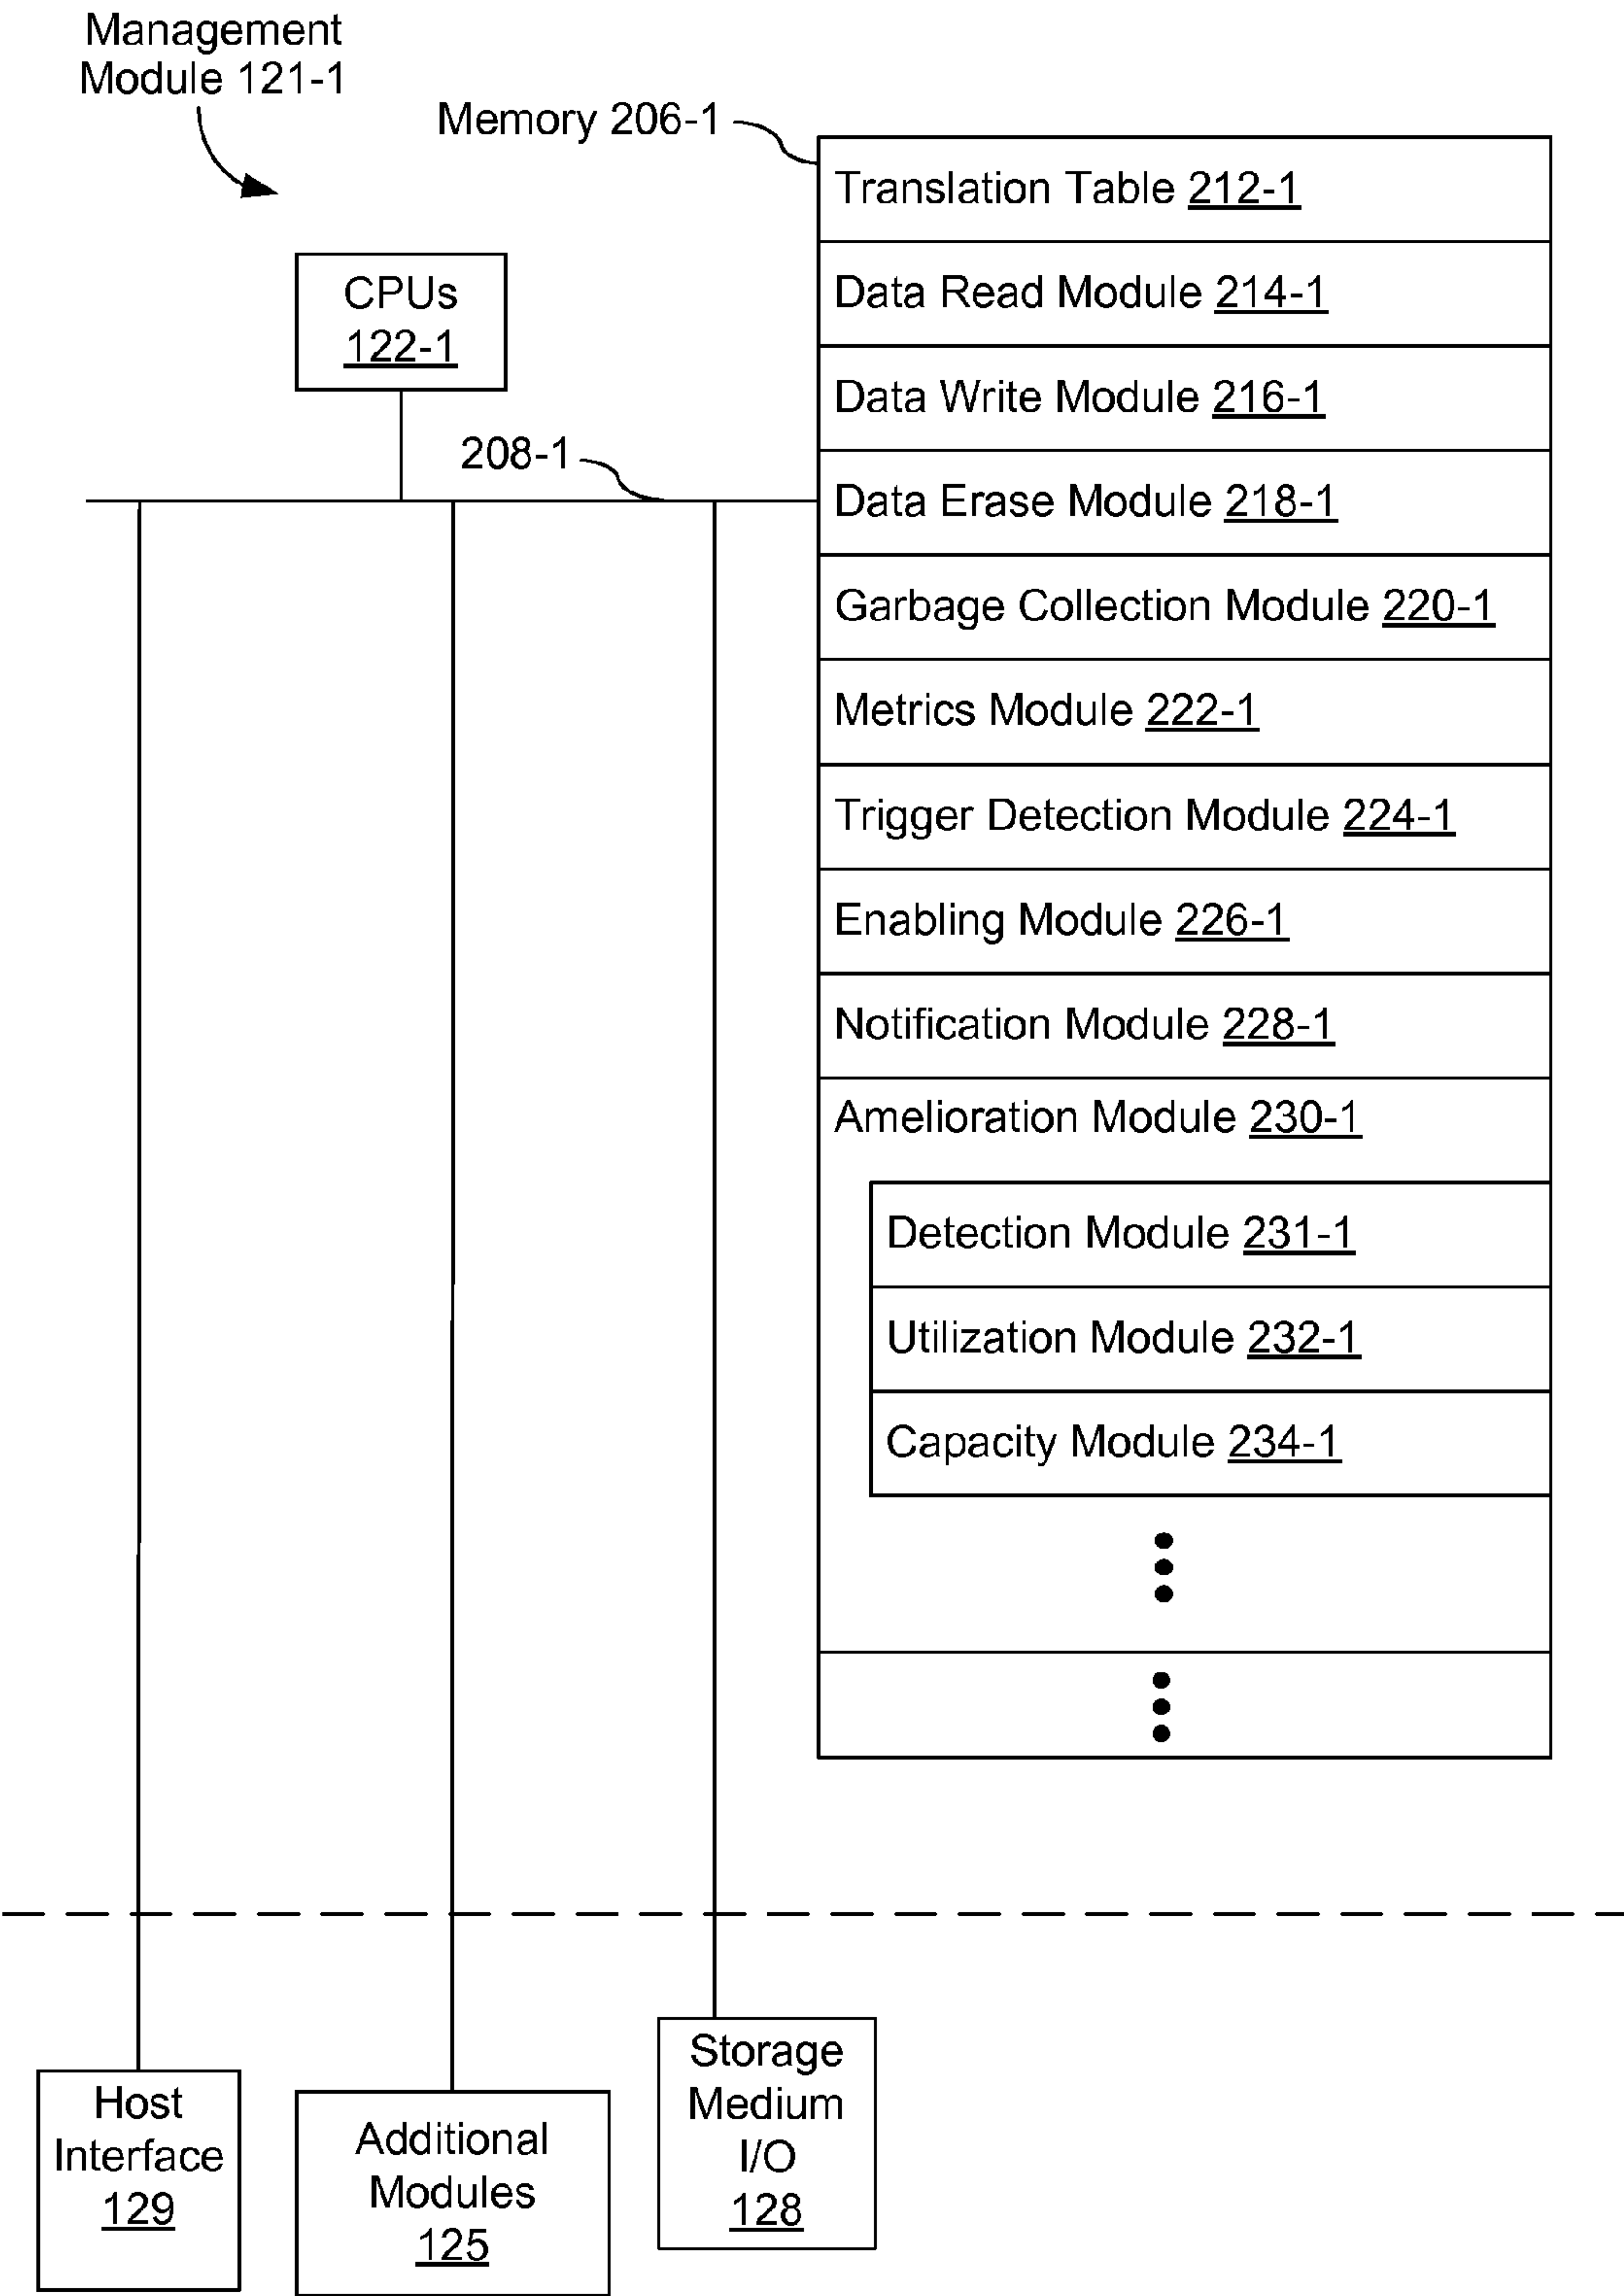 Management
Module 121-1
Memory 206-1
Translation Table 212-1
Data Read Module 214-1
CPUs
122-1
Data Write Module 216-1
208-1
Data Erase Module 218-1
Garbage Collection Module 220-1
Metrics Module 222-1
Trigger Detection Module 224-1
Enabling Module 226-1
Notification Module 228-1
Amelioration Module 230-1
Detection Module 231-1
Utilization Module 232-1
Capacity Module 234-1
Host
Interface
129
Additional
Modules
125
Storage
Medium
I/O
128